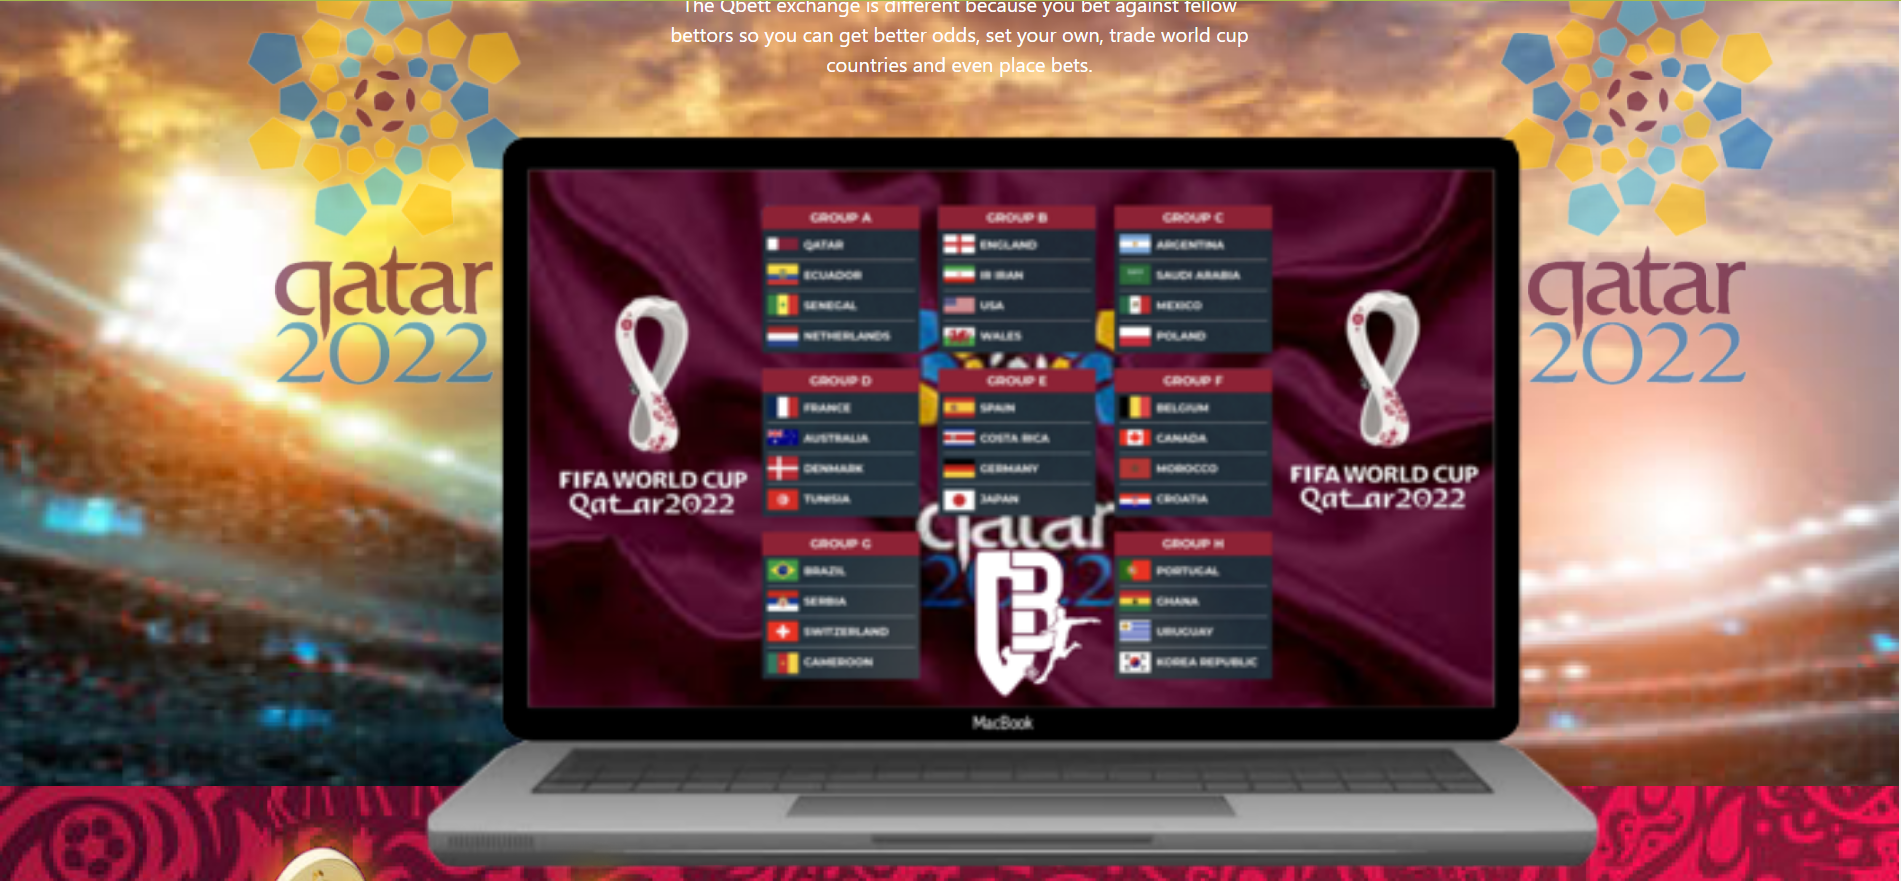 The Qbett exchange is different because you bet against fellow
bettors so you can get better odds, set your own, trade world cup
countries and even place bets.
qatar
2022
qatar
2022
GROUP A
QATAR
ECUADOR
SENEGAL
NETHERLANDS
GROUP B
ENGLAND
IR IRAN
USA
WALES
GROUP C
ARGENTINA
SAUDI ARABIA
MEXICO
POLAND
FIFA WORLD CUP
Qatar2022
GROUP D
FRANCE
AUSTRALIA
DENMARK
TUNISIA
GROUP E
SPAIN
COSTA RICA
GERMANY
JAPAN
GROUP F
BELGIUM
CANADA
MOROCCO
CROATIA
FIFA WORLD CUP
Qatar2022
qatar
2022
GROUP G
BRAZIL
SERBIA
SWITZERLAND
CAMEROON
GROUP H
PORTUGAL
GHANA
URUGUAY
KOREA REPUBLIC
MacBook